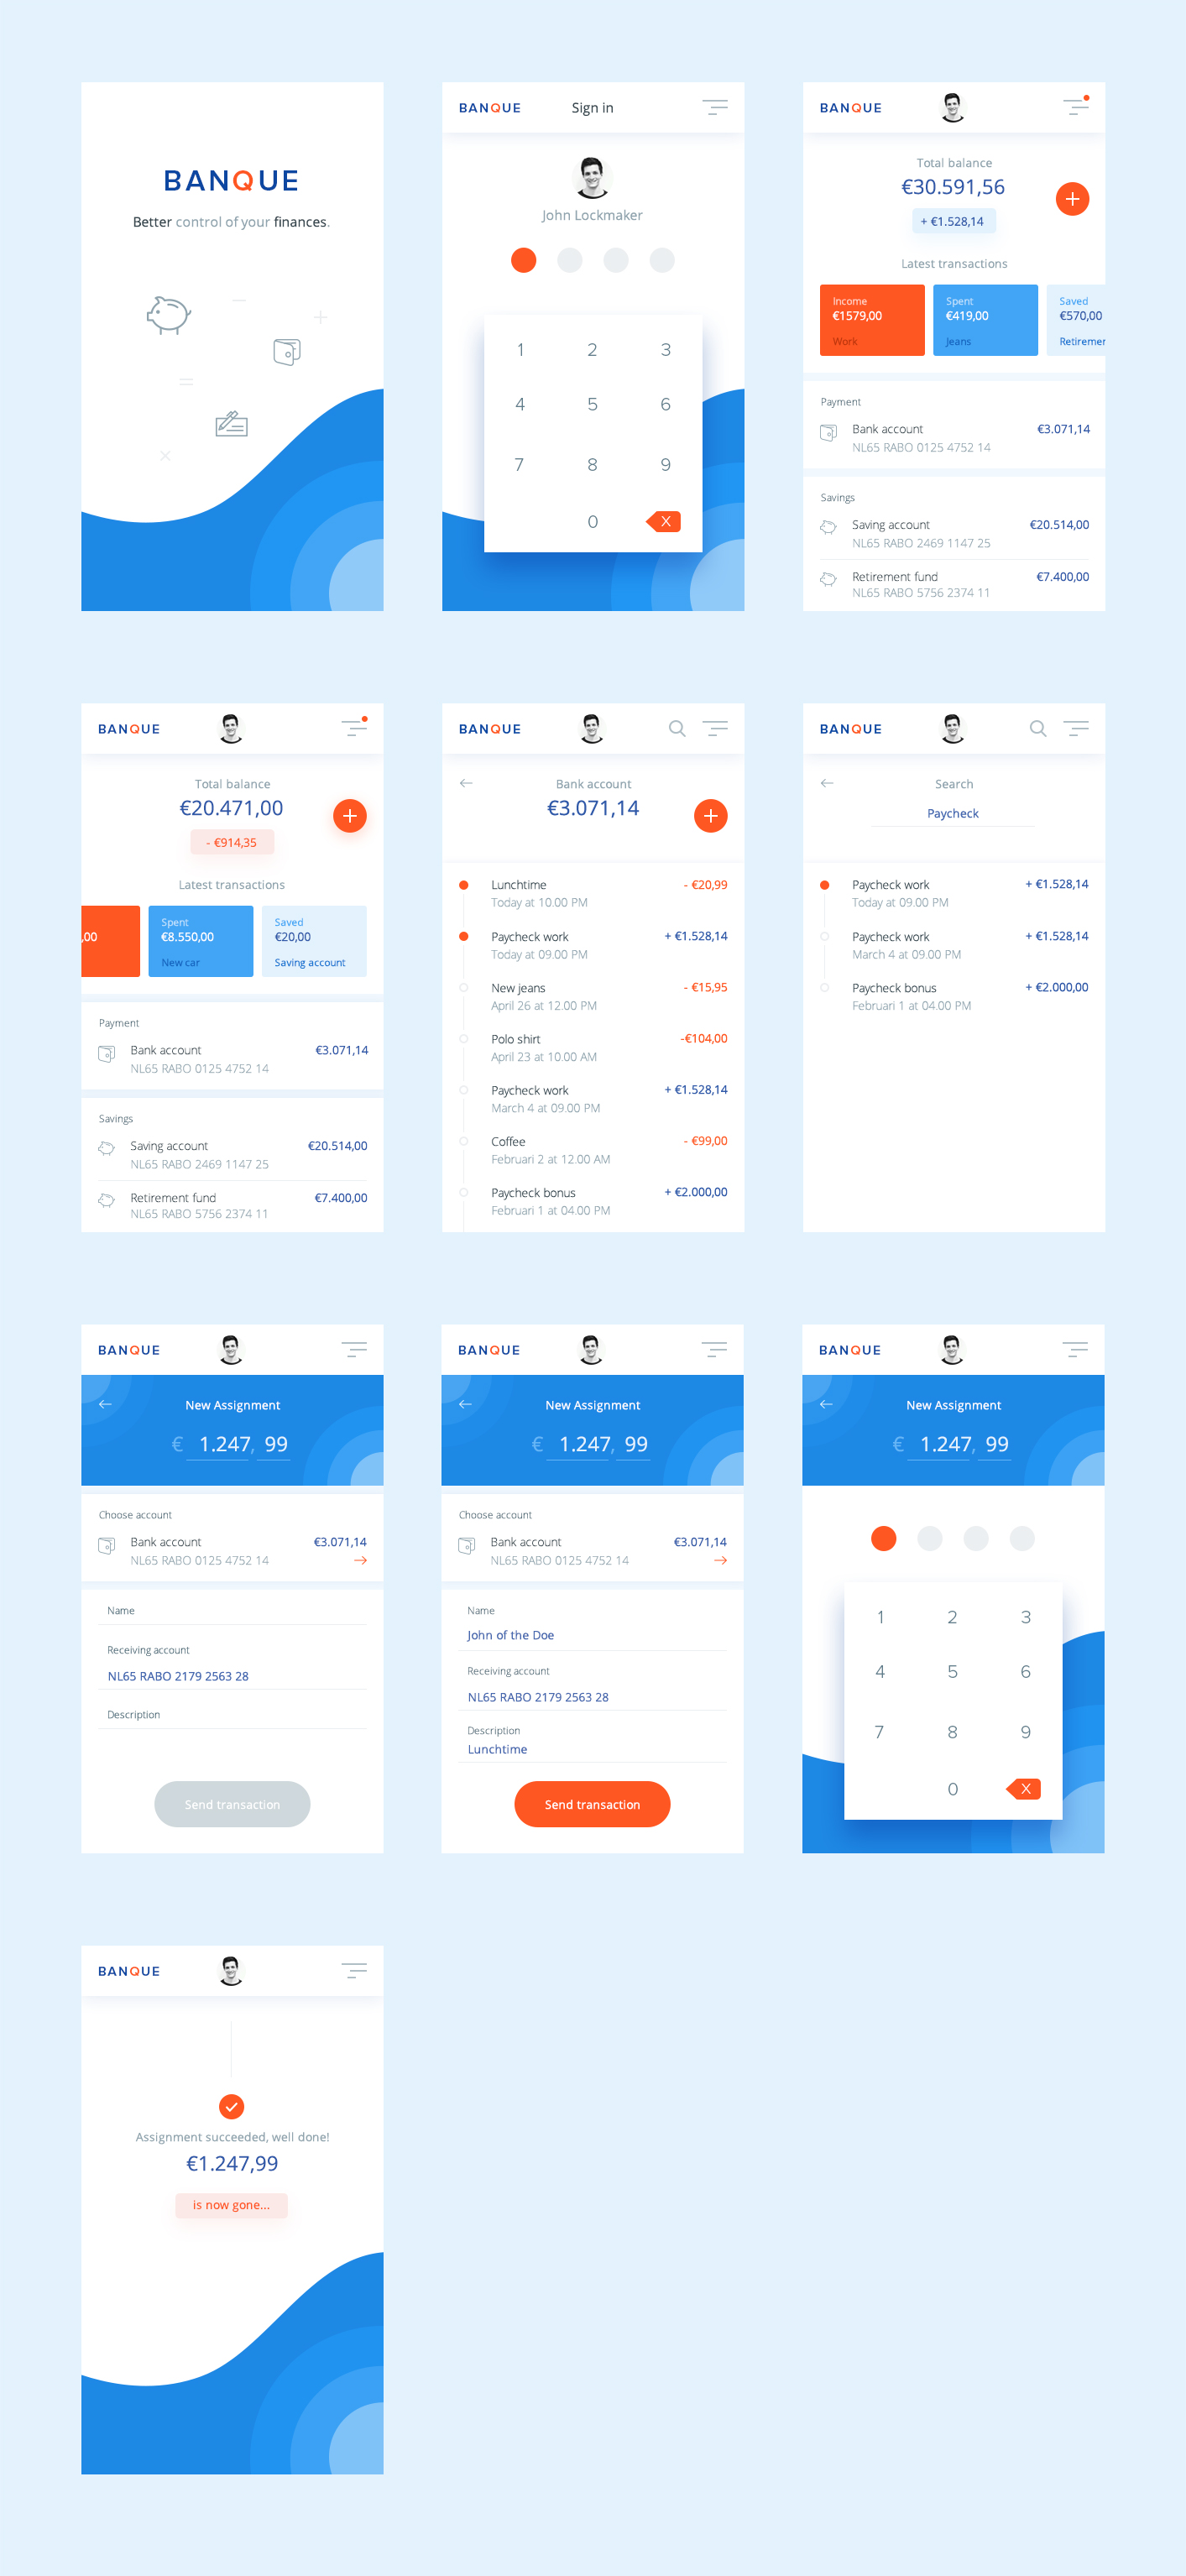 BANQUE
Better control of your finances.
BANQUE
Sign in
John Lockmaker
1 2 3
4 5 6
7 8 9
0 X
BANQUE
Total balance
€30.591,56
+ €1.528,14
Latest transactions
Income
€1579,00
Work
Spent
€419,00
Jeans
Saved
€570,00
Retiremer
Payment
Bank account €3.071,14
NL65 RABO 0125 4752 14
Savings
Saving account €20.514,00
NL65 RABO 2469 1147 25
Retirement fund €7.400,00
NL65 RABO 5756 2374 11
BANQUE
Total balance
€20.471,00
- €914,35
Latest transactions
,00
Spent
€8.550,00
New car
Saved
€20,00
Saving account
Payment
Bank account €3.071,14
NL65 RABO 0125 4752 14
Savings
Saving account €20.514,00
NL65 RABO 2469 1147 25
Retirement fund €7.400,00
NL65 RABO 5756 2374 11
BANQUE
Bank account
€3.071,14
Lunchtime - €20,99
Today at 10.00 PM
Paycheck work + €1.528,14
Today at 09.00 PM
New jeans - €15,95
April 26 at 12.00 PM
Polo shirt -€104,00
April 23 at 10.00 AM
Paycheck work + €1.528,14
March 4 at 09.00 PM
Coffee - €99,00
Februari 2 at 12.00 AM
Paycheck bonus + €2.000,00
Februari 1 at 04.00 PM
BANQUE
Search
Paycheck
Paycheck work + €1.528,14
Today at 09.00 PM
Paycheck work + €1.528,14
March 4 at 09.00 PM
Paycheck bonus + €2.000,00
Februari 1 at 04.00 PM
BANQUE
New Assignment
€ 1.247, 99
Choose account
Bank account €3.071,14
NL65 RABO 0125 4752 14
Name
Receiving account
NL65 RABO 2179 2563 28
Description
Send transaction
BANQUE
New Assignment
€ 1.247, 99
Choose account
Bank account €3.071,14
NL65 RABO 0125 4752 14
Name
John of the Doe
Receiving account
NL65 RABO 2179 2563 28
Description
Lunchtime
Send transaction
BANQUE
New Assignment
€ 1.247, 99
1 2 3
4 5 6
7 8 9
0 X
BANQUE
Assignment succeeded, well done!
€1.247,99
is now gone...